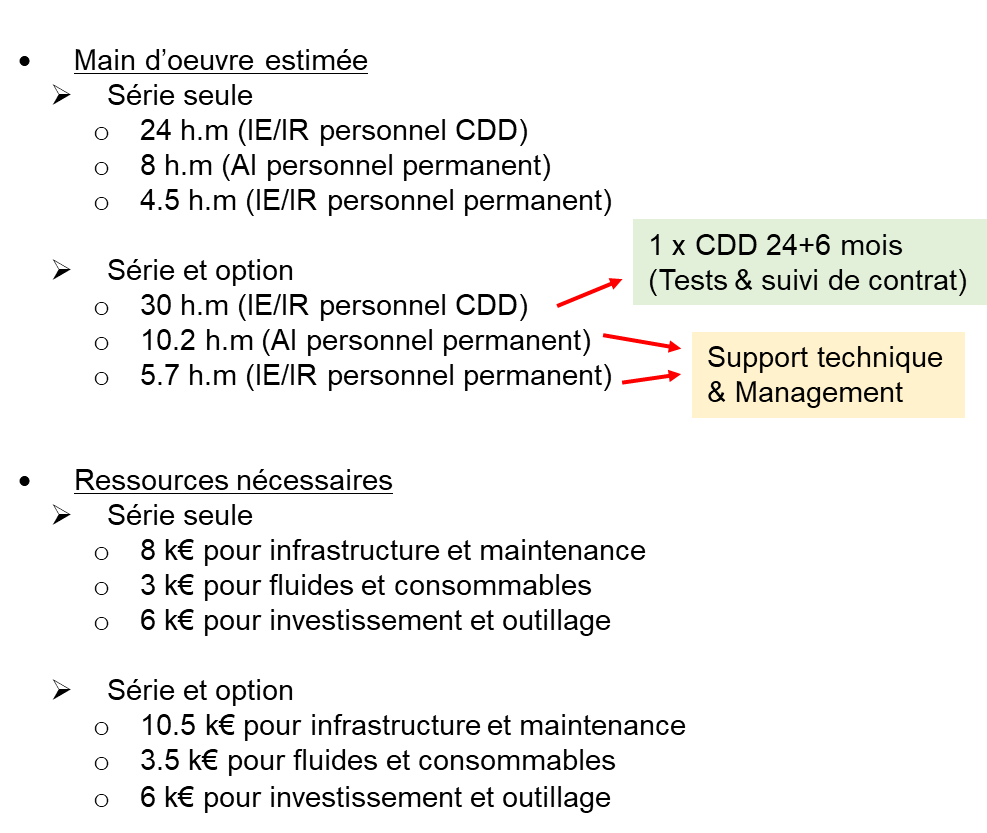 • Main d'oeuvre estimée
➢ Série seule
o 24 h.m (IE/IR personnel CDD)
o 8 h.m (AI personnel permanent)
o 4.5 h.m (IE/IR personnel permanent)
➢ Série et option
o 30 h.m (IE/IR personnel CDD)
o 10.2 h.m (AI personnel permanent)
o 5.7 h.m (IE/IR personnel permanent)
1 x CDD 24+6 mois
(Tests & suivi de contrat)
Support technique
& Management
• Ressources nécessaires
➢ Série seule
o 8 k€ pour infrastructure et maintenance
o 3 k€ pour fluides et consommables
o 6 k€ pour investissement et outillage
➢ Série et option
o 10.5 k€ pour infrastructure et maintenance
o 3.5 k€ pour fluides et consommables
o 6 k€ pour investissement et outillage